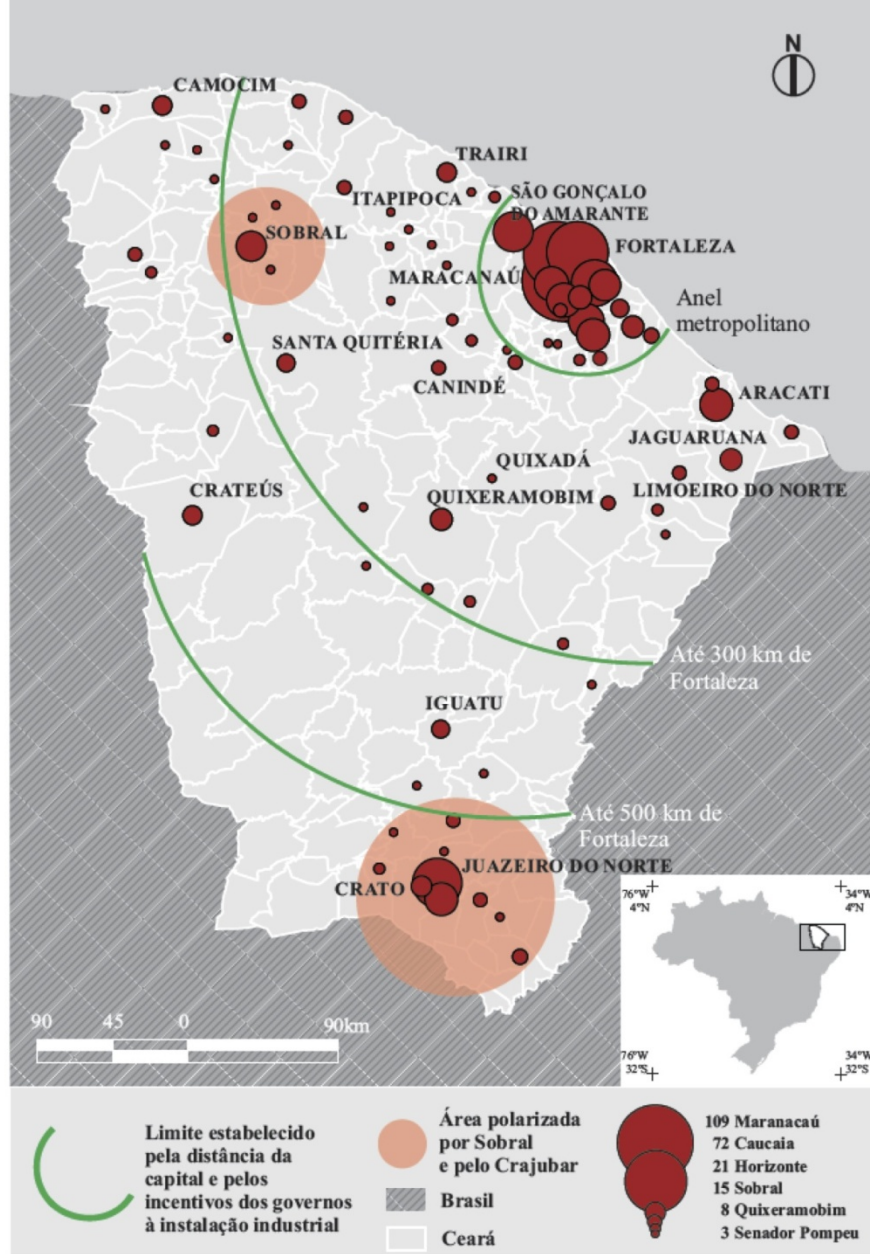 N
CAMOCIM
TRAIRI
ITAPIPOCA
SÃO GONÇALO
DO AMARANTE
SOBRAL
FORTALEZA
MARACANAÚ
Anel
metropolitano
SANTA QUITÉRIA
CANINDÉ
ARACATI
JAGUARUANA
QUIXADÁ
CRATEÚS
QUIXERAMOBIM
LIMOEIRO DO NORTE
Até 300 km de
Fortaleza
IGUATU
Até 500 km de
Fortaleza
JUAZEIRO DO NORTE
CRATO
76°W
4°N
34°W
4°N
76°W
32°S
34°W
32°S
90 45 0 90km
Limite estabelecido
pela distância da
capital e pelos
incentivos dos governos
à instalação industrial
Área polarizada
por Sobral
e pelo Crajubar
Brasil
Ceará
109 Maranacaú
72 Caucaia
21 Horizonte
15 Sobral
8 Quixeramobim
3 Senador Pompeu